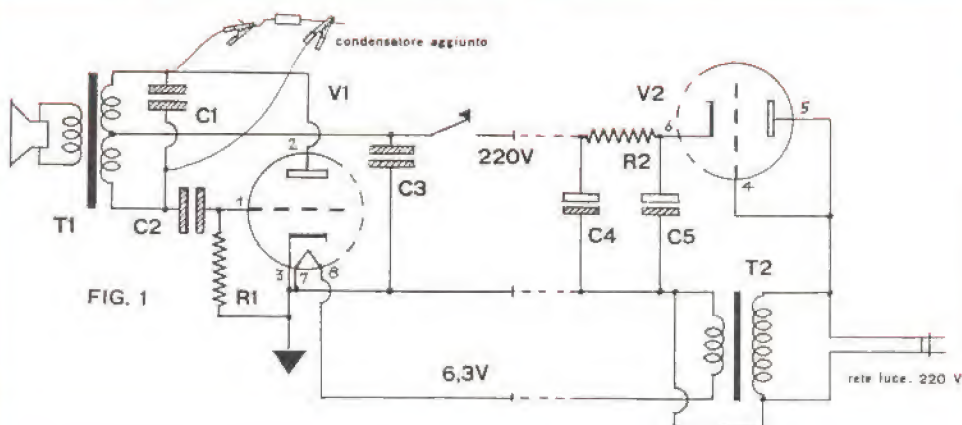 condensatore aggiunto
C1
V1
V2
5
6
2
220V
R2
C3
4
1
T1
C2
C4
C5
T2
3
7
8
FIG. 1
R1
6,3V
rete luce. 220 V